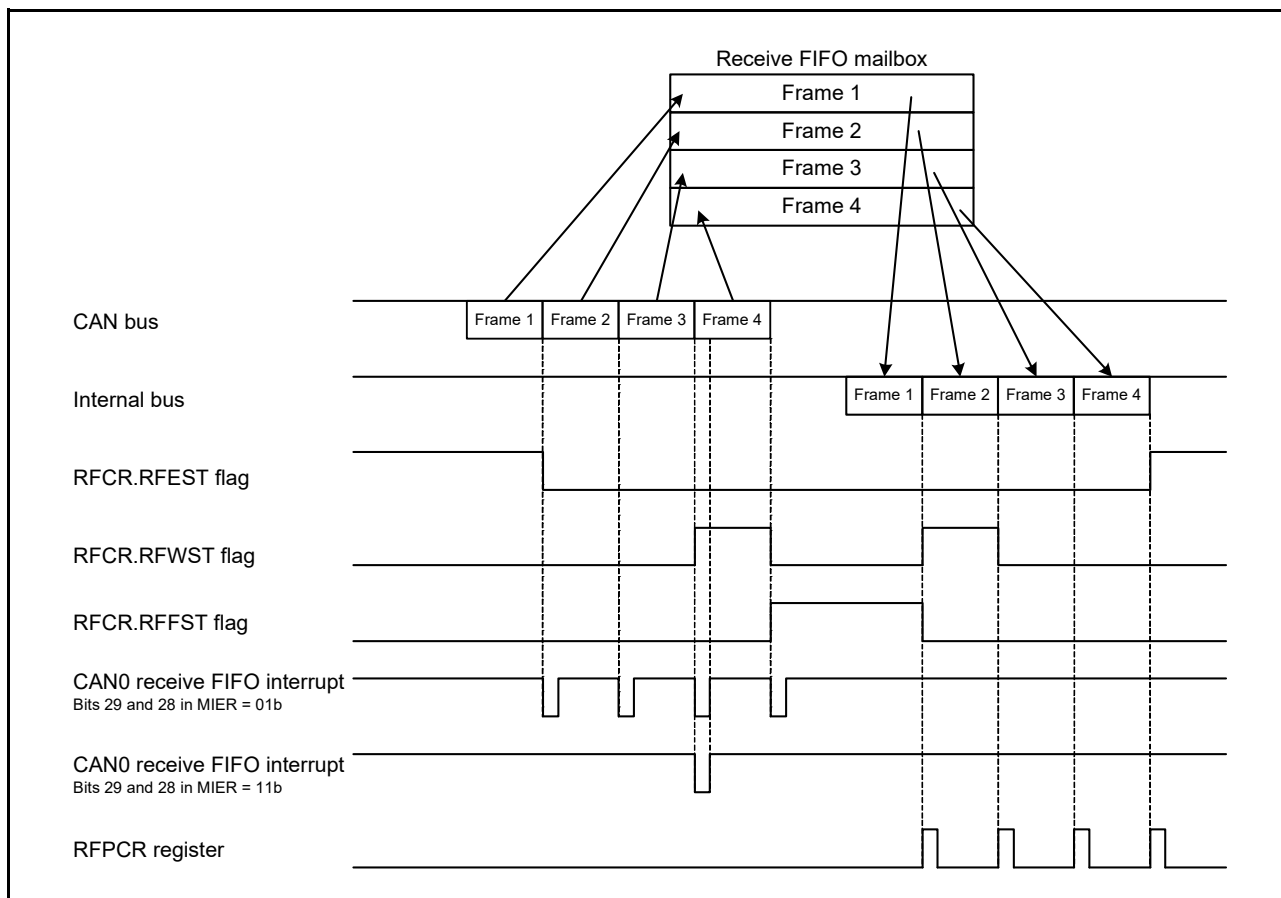 Receive FIFO mailbox
Frame 1
Frame 2
Frame 3
Frame 4
CAN bus
Frame 1 Frame 2 Frame 3 Frame 4
Internal bus
Frame 1 Frame 2 Frame 3 Frame 4
RFCR.RFEST flag
RFCR.RFWST flag
RFCR.RFFST flag
CAN0 receive FIFO interrupt
Bits 29 and 28 in MIER = 01b
CAN0 receive FIFO interrupt
Bits 29 and 28 in MIER = 11b
RFPCR register